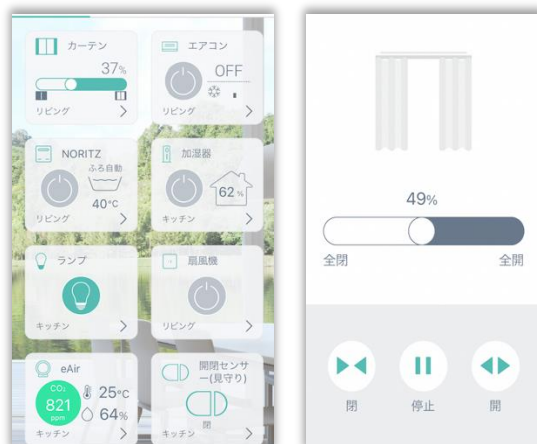 カーテン
37%
リビング
エアコン
OFF
リビング
NORITZ
ふろ自動
40°C
リビング
加湿器
62%
キッチン
ランプ
キッチン
扇風機
リビング
eAir
CO₂
821
ppm
25°C
64%
キッチン
開閉センサ
ー(見守り)
閉
キッチン
49%
全閉
全開
閉
停止
開